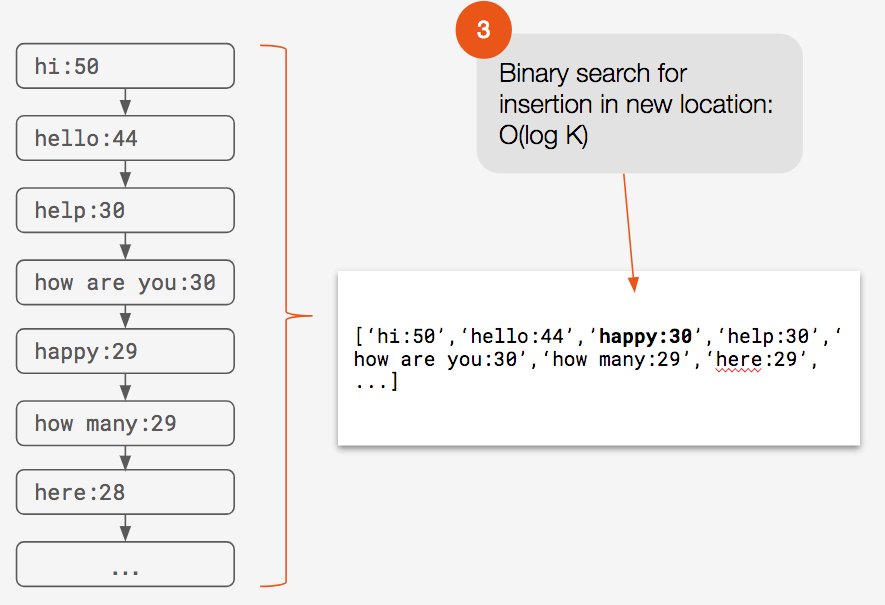 hi:50
hello:44
help:30
how are you:30
happy:29
how many:29
here:28
...
3
Binary search for
insertion in new location:
O(log K)
[‘hi:50’,‘hello:44’,’happy:30’,‘help:30’,‘
how are you:30’,‘how many:29’,‘here:29’,
...]